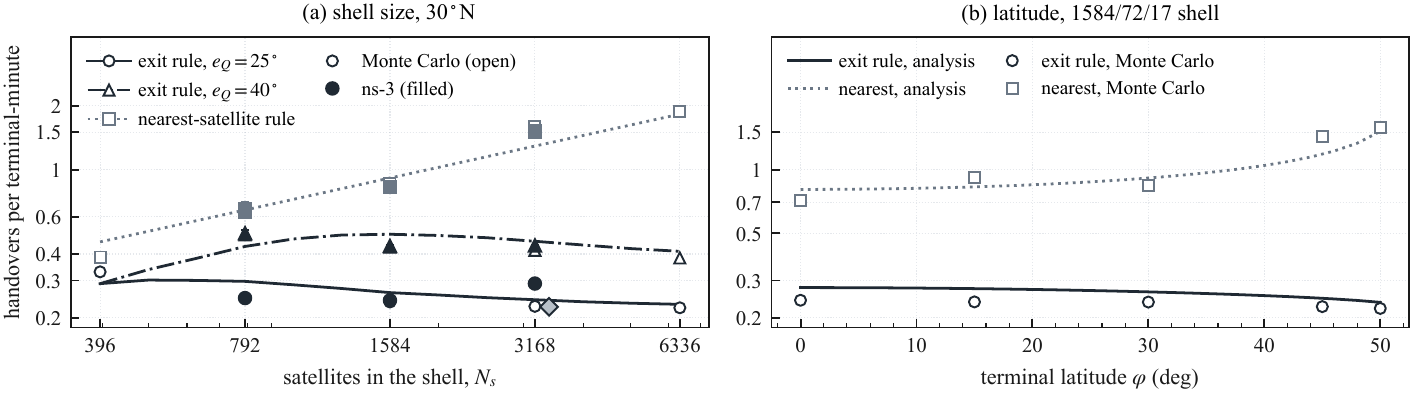 (a) shell size, 30°N
handovers per terminal-minute
exit rule, e_Q = 25°
exit rule, e_Q = 40°
nearest-satellite rule
Monte Carlo (open)
ns-3 (filled)
2
1.5
1
0.6
0.4
0.3
0.2
396
792
1584
3168
6336
satellites in the shell, N_s
(b) latitude, 1584/72/17 shell
exit rule, analysis
nearest, analysis
exit rule, Monte Carlo
nearest, Monte Carlo
1.5
1
0.7
0.5
0.3
0.2
0
10
20
30
40
50
terminal latitude φ (deg)